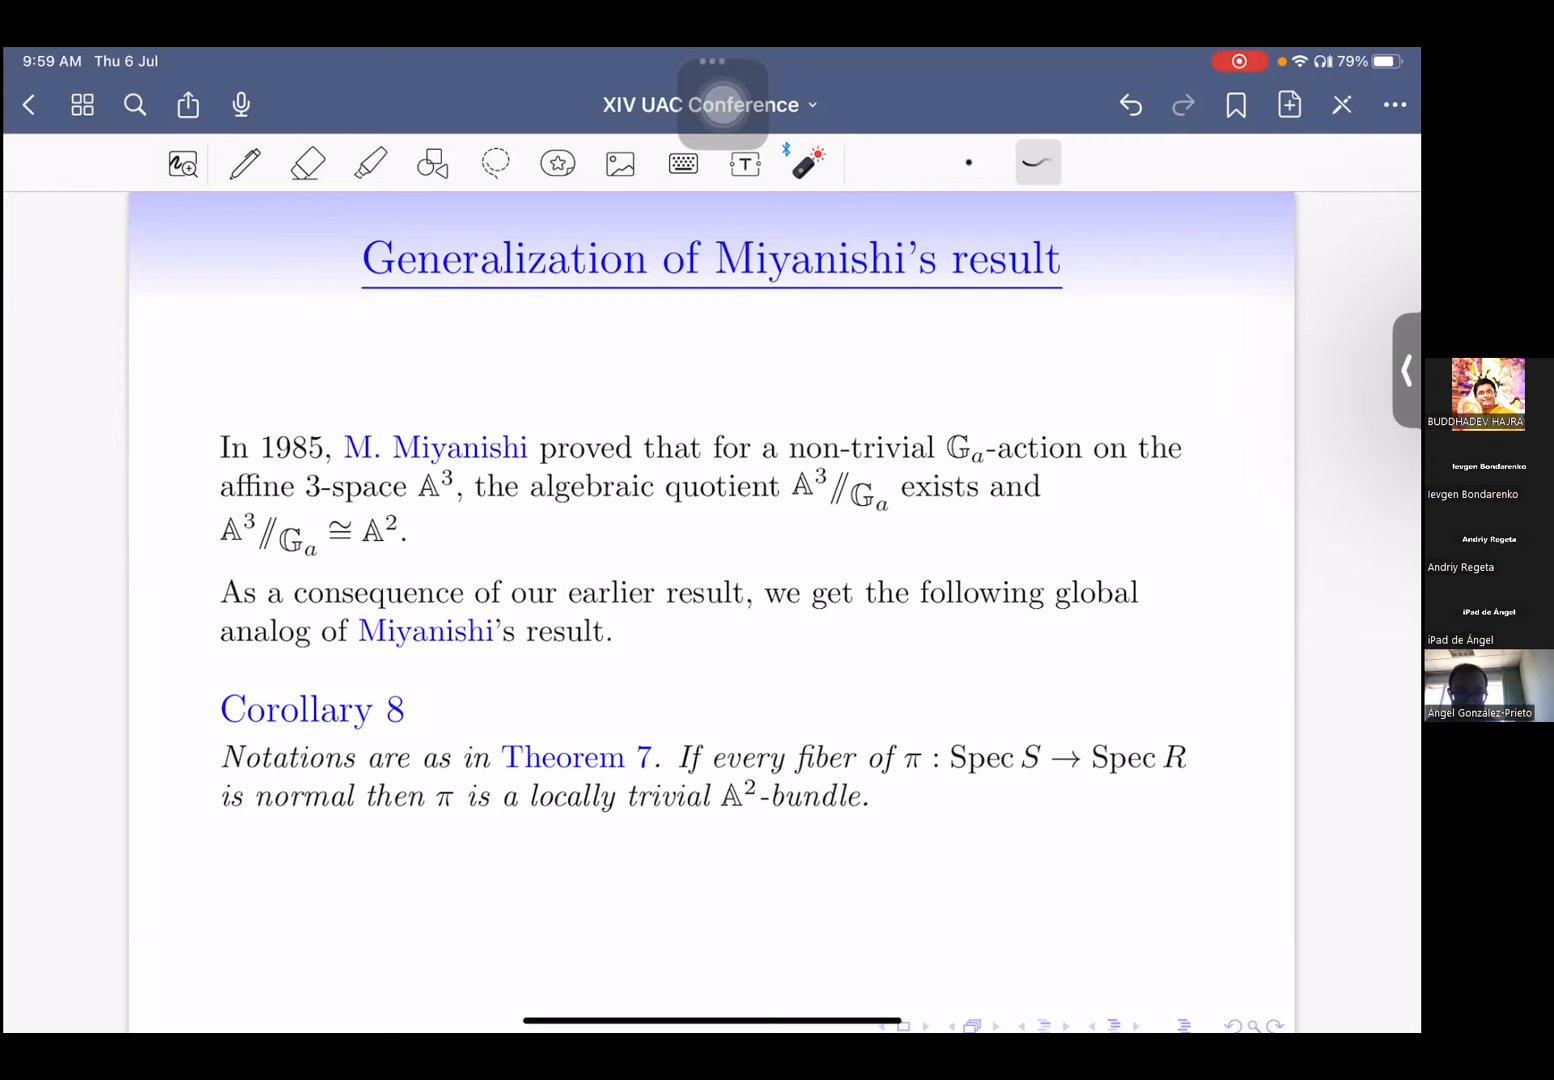 9:59 AM Thu 6 Jul
79%
XIV UAC Conference
T
Generalization of Miyanishi's result
In 1985, M. Miyanishi proved that for a non-trivial 𝔾ₐ-action on the
affine 3-space 𝔸³, the algebraic quotient 𝔸³//𝔾ₐ exists and
𝔸³//𝔾ₐ ≅ 𝔸².
As a consequence of our earlier result, we get the following global
analog of Miyanishi's result.
Corollary 8
Notations are as in Theorem 7. If every fiber of π : Spec S → Spec R
is normal then π is a locally trivial 𝔸²-bundle.
BUDDHADEV HAJRA
Ievgen Bondarenko
Ievgen Bondarenko
Andriy Regeta
Andriy Regeta
iPad de Ángel
iPad de Ángel
Ángel González-Prieto